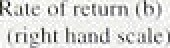 Rate of return (b)
(right hand scale)